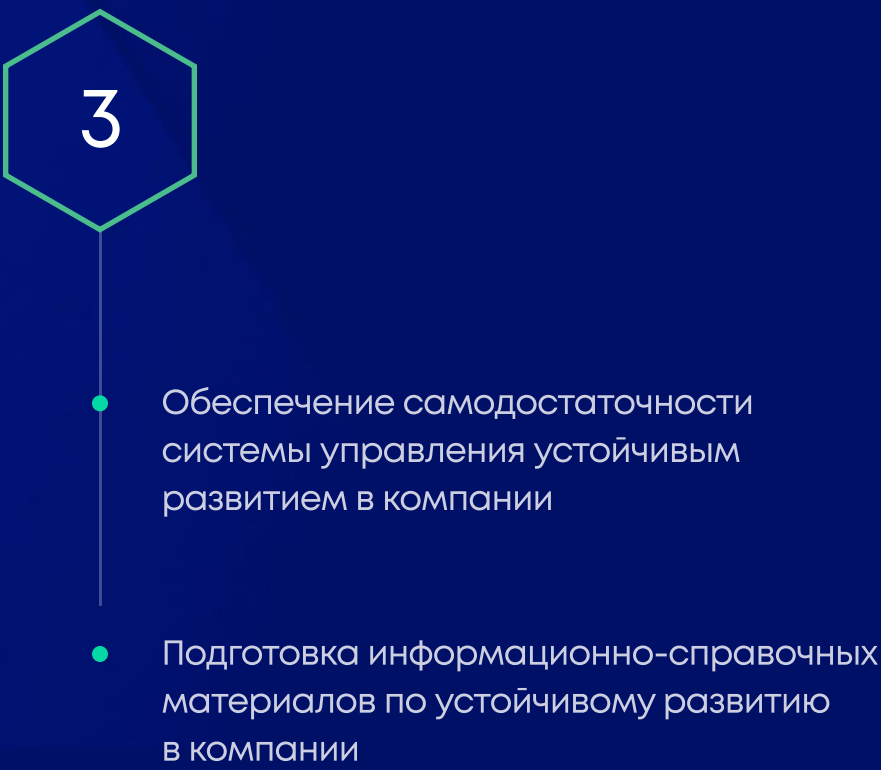 3
Обеспечение самодостаточности
системы управления устойчивым
развитием в компании
Подготовка информационно-справочных
материалов по устойчивому развитию
в компании